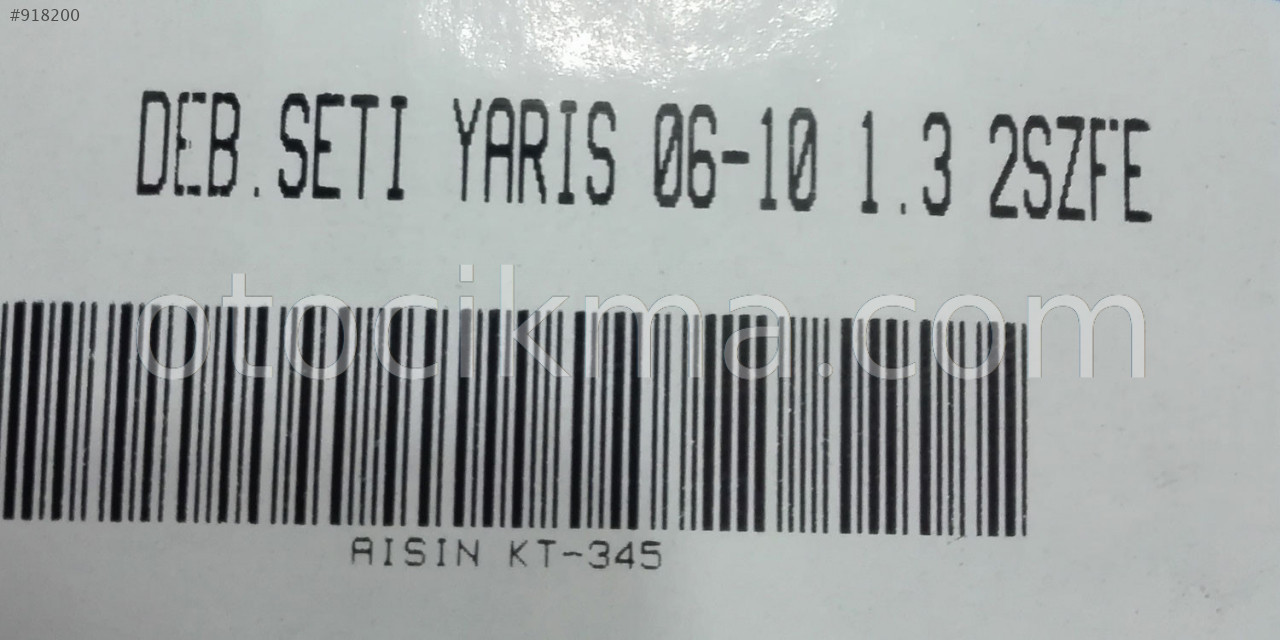 #918200
DEB.SETI YARIS 06-10 1.3 2SZFE
otocikma.com
AISIN KT-345